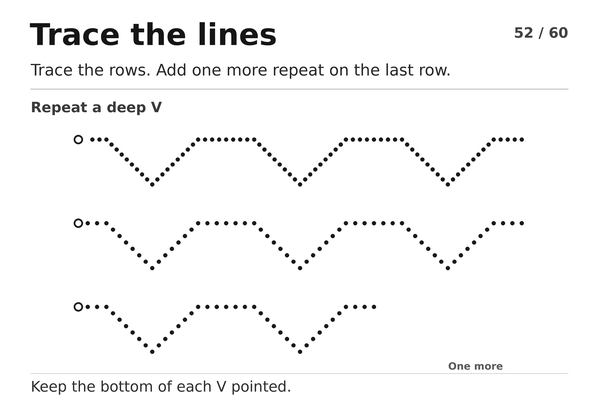 Trace the lines
52 / 60
Trace the rows. Add one more repeat on the last row.
Repeat a deep V
One more
Keep the bottom of each V pointed.